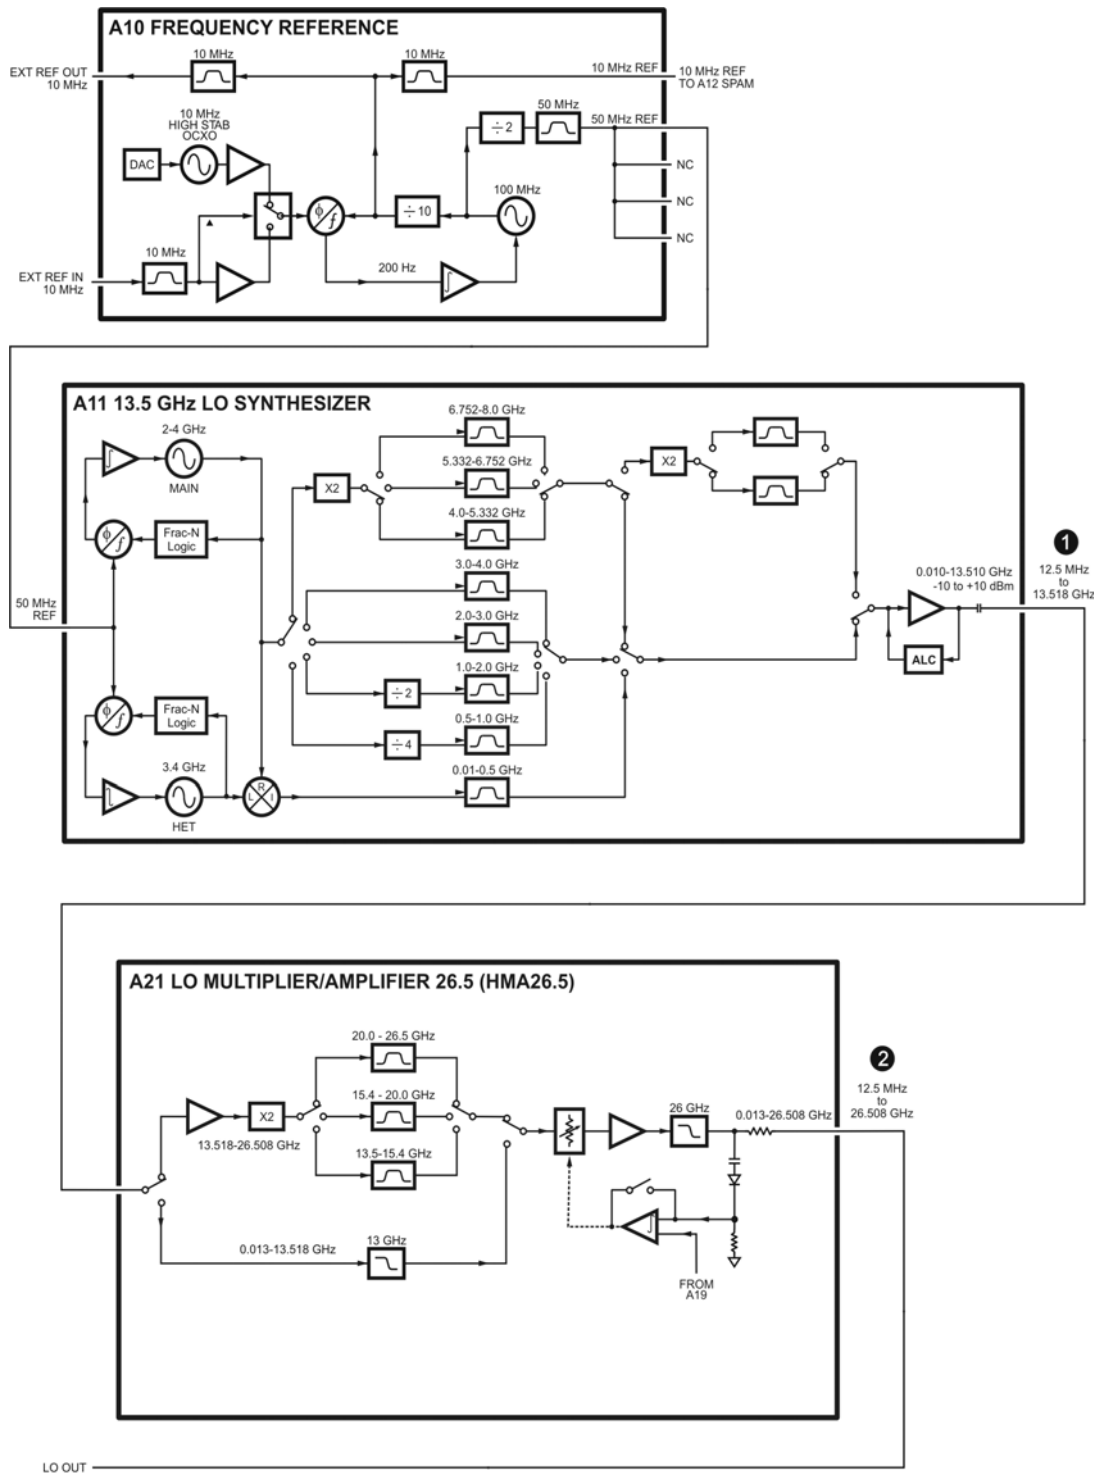 A10 FREQUENCY REFERENCE
10 MHz
10 MHz
EXT REF OUT
10 MHz
10 MHz REF
10 MHz REF
TO A12 SPAM
10 MHz
HIGH STAB
OCXO
50 MHz
÷2
50 MHz REF
DAC
NC
100 MHz
ϕ
f
÷10
NC
NC
10 MHz
200 Hz
EXT REF IN
10 MHz
A11 13.5 GHz LO SYNTHESIZER
6.752-8.0 GHz
2-4 GHz
MAIN
X2
5.332-6.752 GHz
X2
4.0-5.332 GHz
ϕ
f
Frac-N
Logic
1
3.0-4.0 GHz
0.010-13.510 GHz
-10 to +10 dBm
12.5 MHz
to
13.518 GHz
50 MHz
REF
2.0-3.0 GHz
1.0-2.0 GHz
ALC
÷2
ϕ
f
Frac-N
Logic
0.5-1.0 GHz
÷4
3.4 GHz
0.01-0.5 GHz
L
R
I
HET
A21 LO MULTIPLIER/AMPLIFIER 26.5 (HMA26.5)
20.0 - 26.5 GHz
2
15.4 - 20.0 GHz
12.5 MHz
to
26.508 GHz
X2
26 GHz
0.013-26.508 GHz
13.518-26.508 GHz
13.5-15.4 GHz
0.013-13.518 GHz
13 GHz
FROM
A19
LO OUT